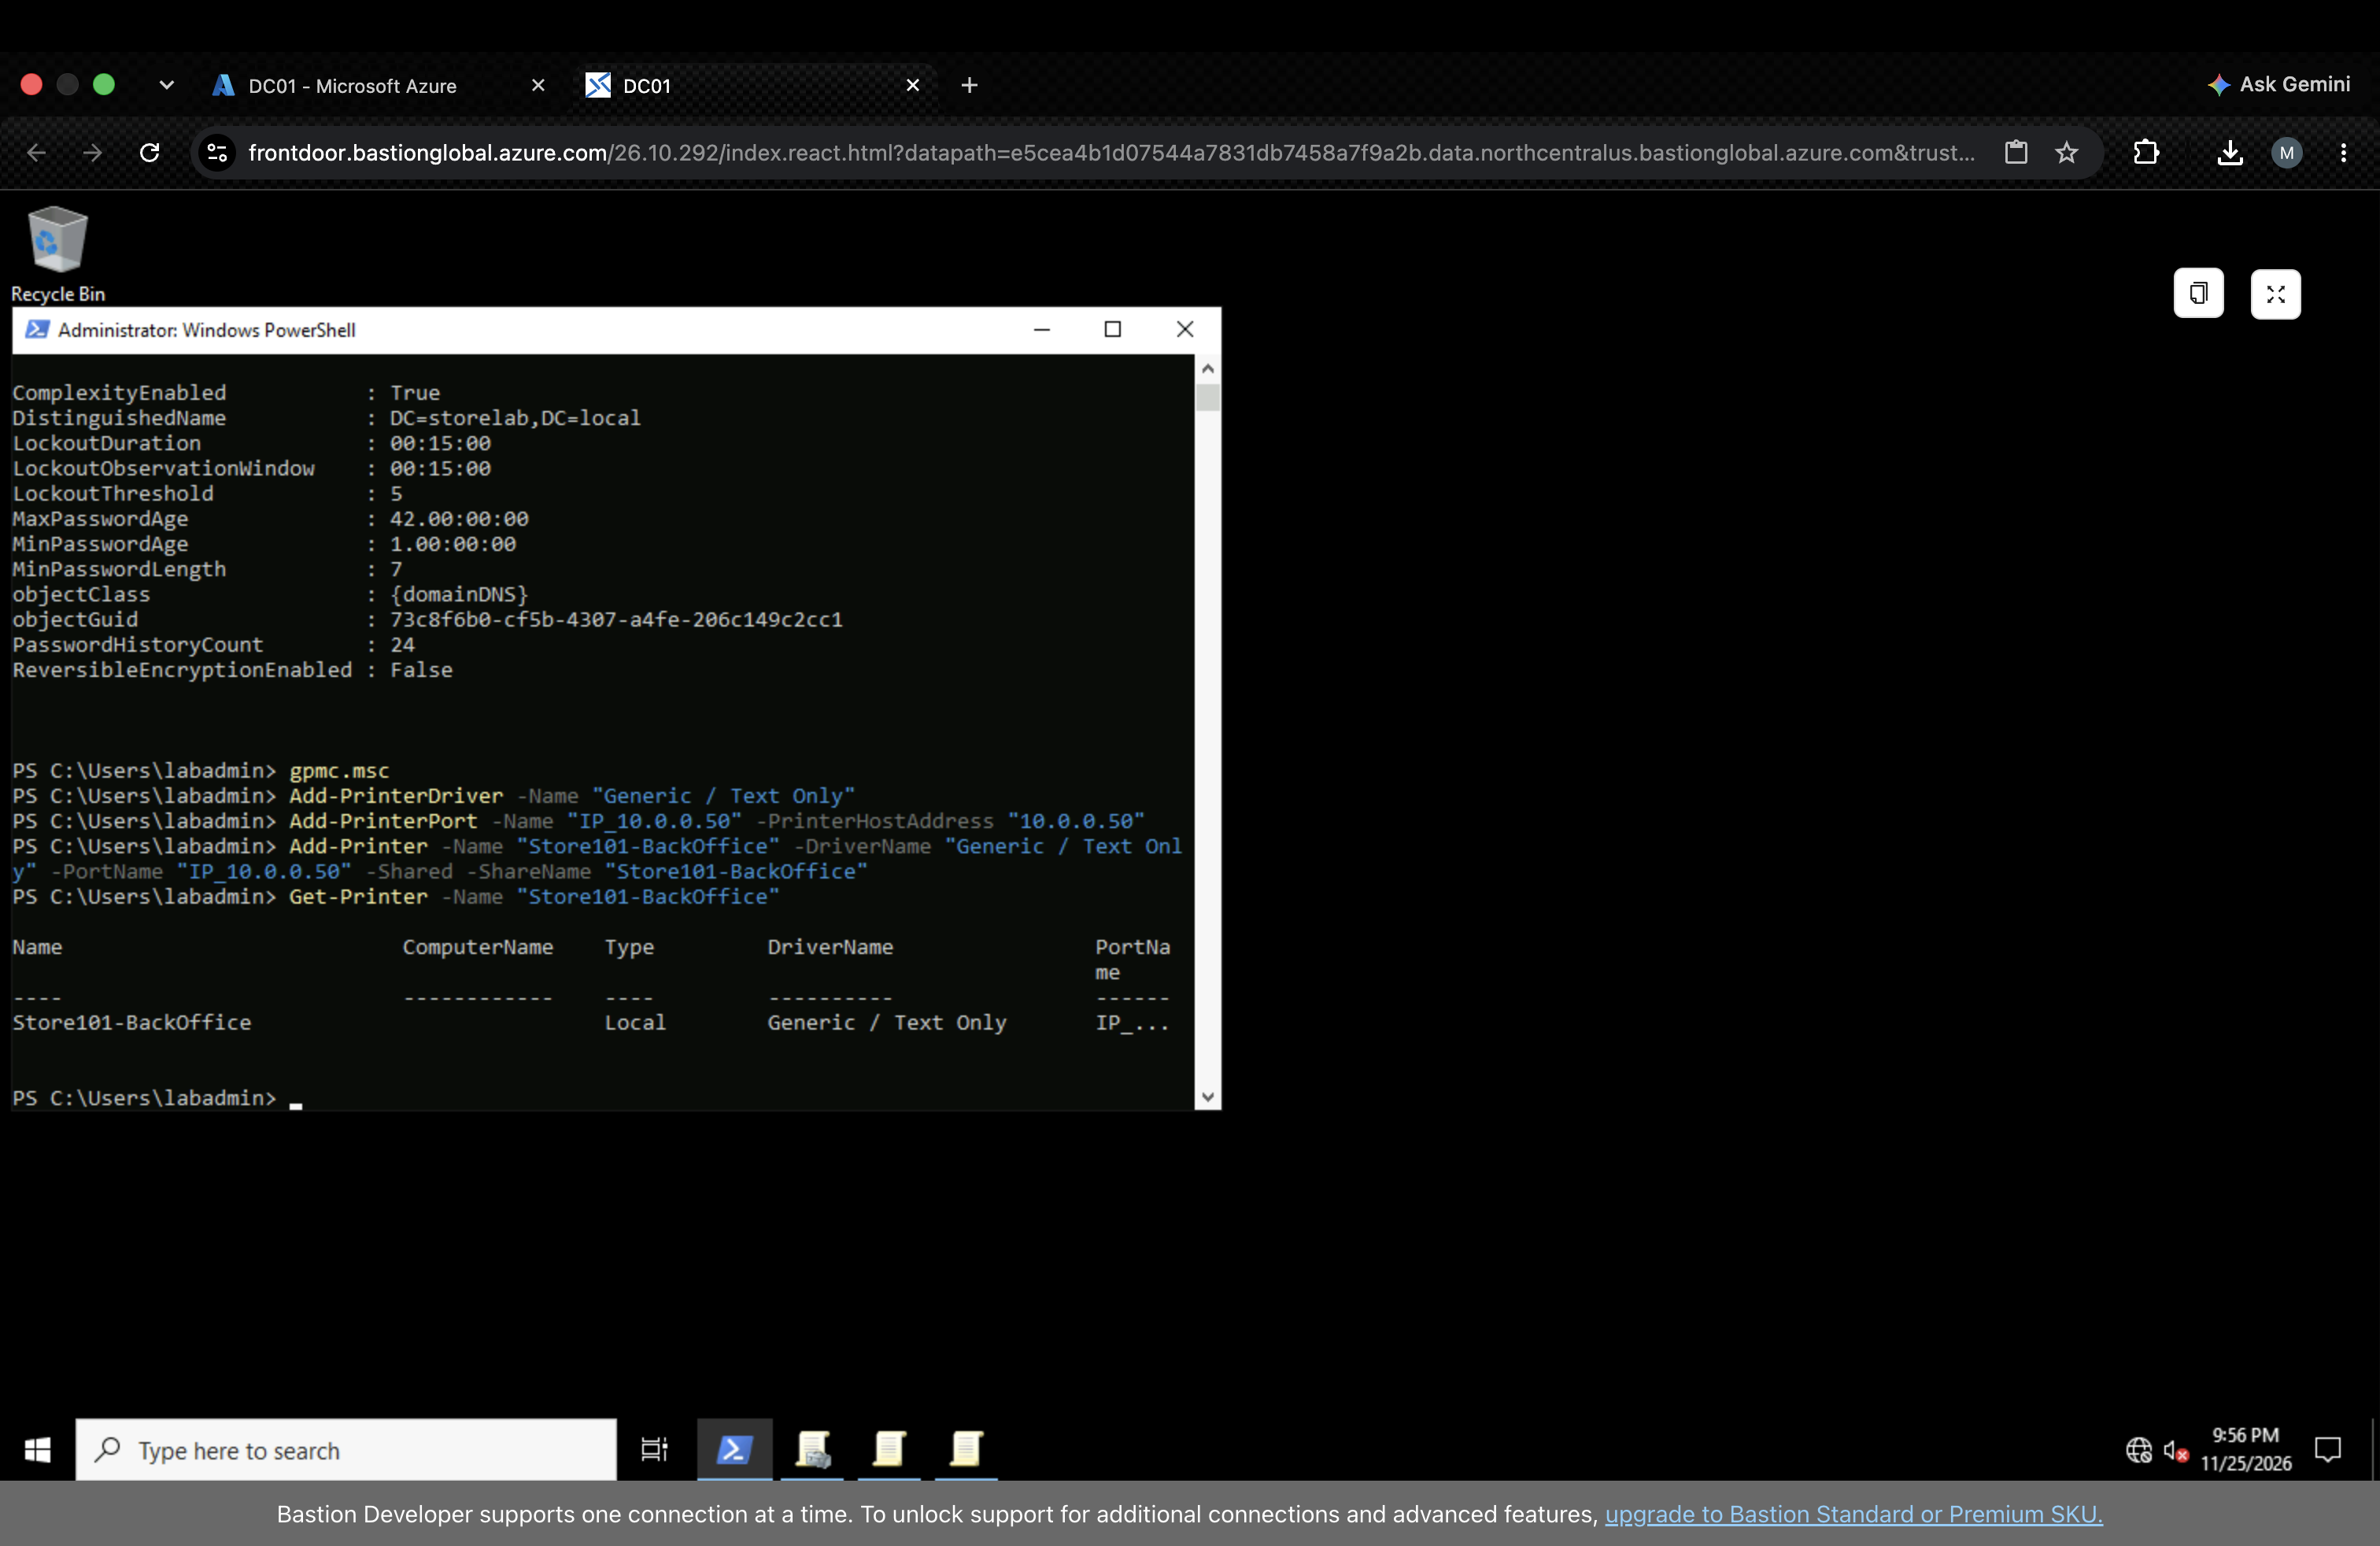 DC01 - Microsoft Azure
DC01
Ask Gemini
frontdoor.bastionglobal.azure.com/26.10.292/index.react.html?datapath=e5cea4b1d07544a7831db7458a7f9a2b.data.northcentralus.bastionglobal.azure.com&trust...
M
Recycle Bin
Administrator: Windows PowerShell
ComplexityEnabled : True
DistinguishedName : DC=storelab,DC=local
LockoutDuration : 00:15:00
LockoutObservationWindow : 00:15:00
LockoutThreshold : 5
MaxPasswordAge : 42.00:00:00
MinPasswordAge : 1.00:00:00
MinPasswordLength : 7
objectClass : {domainDNS}
objectGuid : 73c8f6b0-cf5b-4307-a4fe-206c149c2cc1
PasswordHistoryCount : 24
ReversibleEncryptionEnabled : False
PS C:\Users\labadmin> gpmc.msc
PS C:\Users\labadmin> Add-PrinterDriver -Name "Generic / Text Only"
PS C:\Users\labadmin> Add-PrinterPort -Name "IP_10.0.0.50" -PrinterHostAddress "10.0.0.50"
PS C:\Users\labadmin> Add-Printer -Name "Store101-BackOffice" -DriverName "Generic / Text Onl
y" -PortName "IP_10.0.0.50" -Shared -ShareName "Store101-BackOffice"
PS C:\Users\labadmin> Get-Printer -Name "Store101-BackOffice"
Name ComputerName Type DriverName PortNa
me
---- ------------ ---- ---------- ------
Store101-BackOffice Local Generic / Text Only IP_...
PS C:\Users\labadmin>
Type here to search
9:56 PM
11/25/2026
Bastion Developer supports one connection at a time. To unlock support for additional connections and advanced features, upgrade to Bastion Standard or Premium SKU.